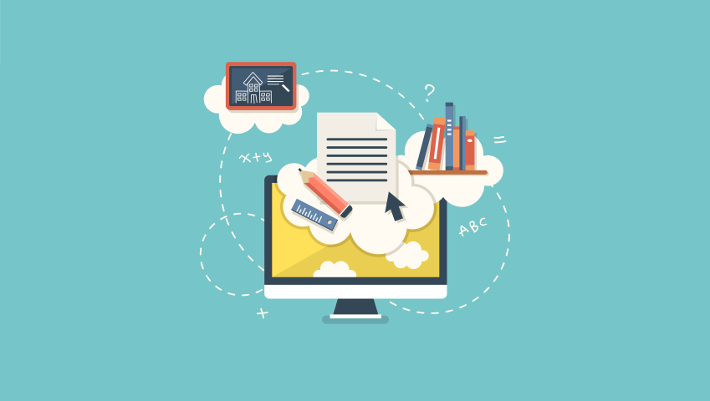 ?
=
x+y
ABC
+